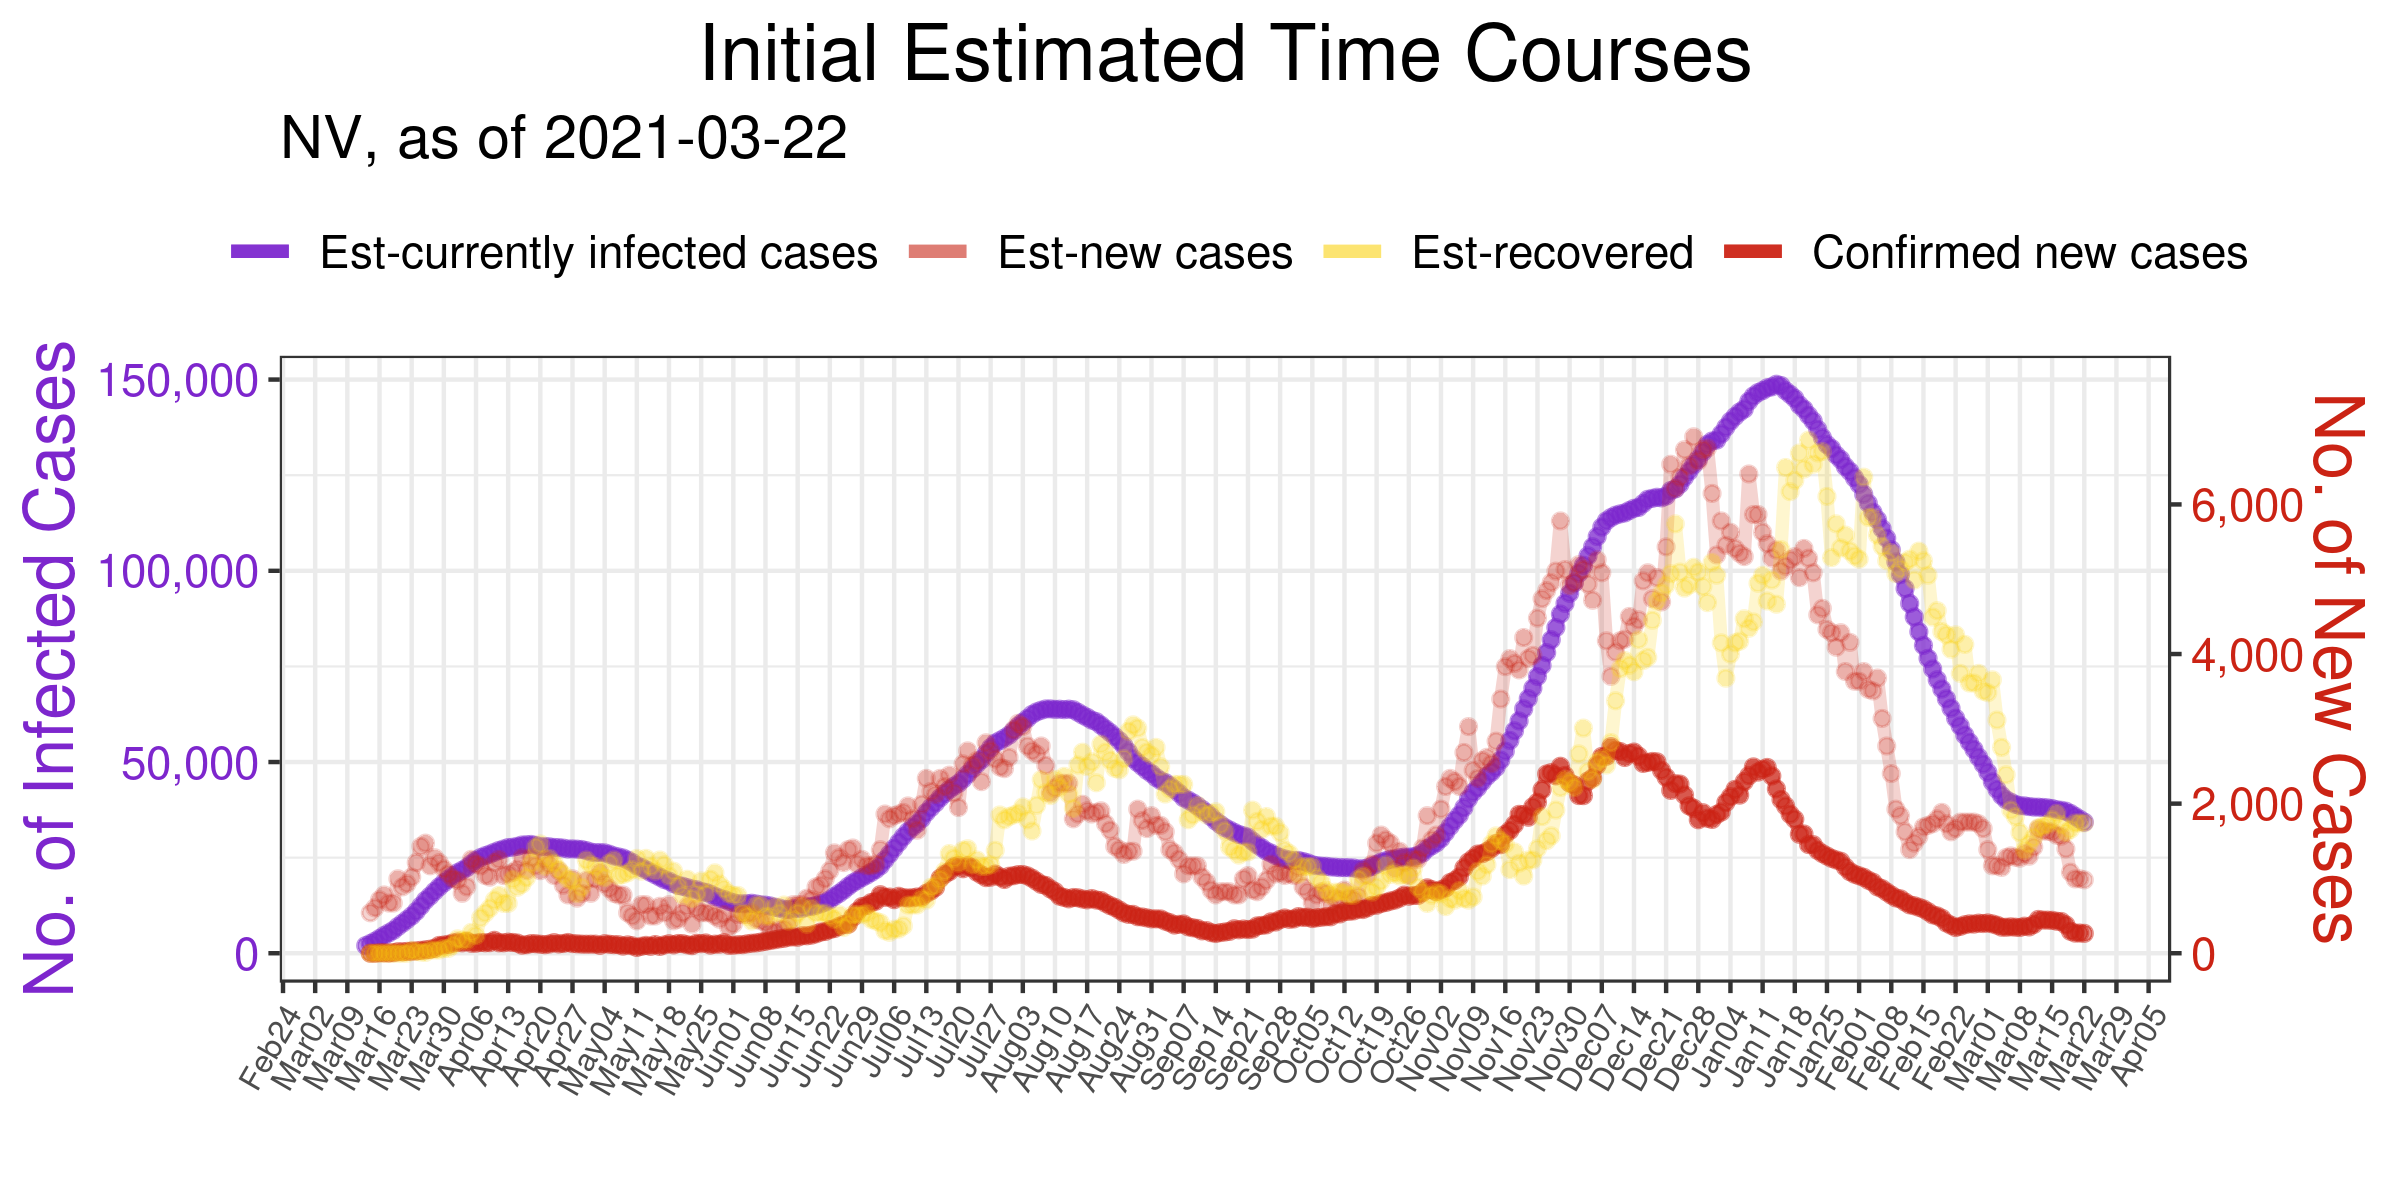 Initial Estimated Time Courses
NV, as of 2021-03-22
Est-currently infected cases Est-new cases Est-recovered Confirmed new cases
No. of Infected Cases
150,000
100,000
50,000
0
6,000
4,000
2,000
0
No. of New Cases
Feb24 Mar02 Mar09 Mar16 Mar23 Mar30 Apr06 Apr13 Apr20 Apr27 May04 May11 May18 May25 Jun01 Jun08 Jun15 Jun22 Jun29 Jul06 Jul13 Jul20 Jul27 Aug03 Aug10 Aug17 Aug24 Aug31 Sep07 Sep14 Sep21 Sep28 Oct05 Oct12 Oct19 Oct26 Nov02 Nov09 Nov16 Nov23 Nov30 Dec07 Dec14 Dec21 Dec28 Jan04 Jan11 Jan18 Jan25 Feb01 Feb08 Feb15 Feb22 Mar01 Mar08 Mar15 Mar22 Mar29 Apr05